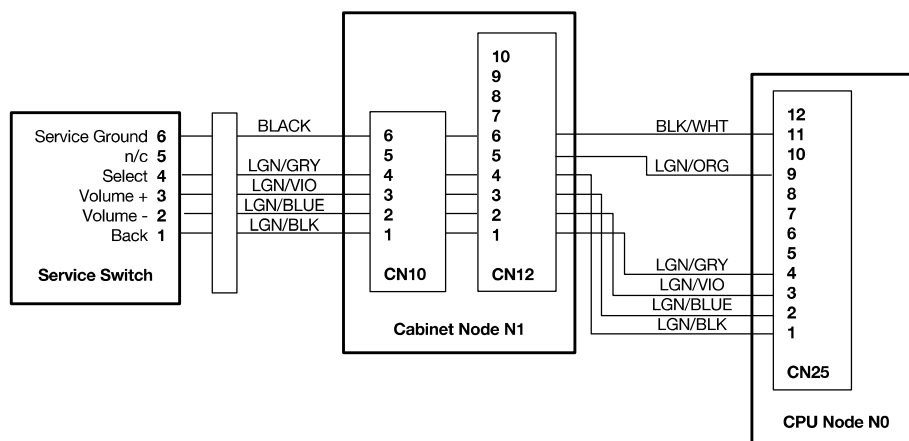 Service Ground 6
n/c 5
Select 4
Volume + 3
Volume - 2
Back 1
Service Switch
BLACK
LGN/GRY
LGN/VIO
LGN/BLUE
LGN/BLK
6
5
4
3
2
1
CN10
10
9
8
7
6
5
4
3
2
1
CN12
Cabinet Node N1
BLK/WHT
LGN/ORG
LGN/GRY
LGN/VIO
LGN/BLUE
LGN/BLK
12
11
10
9
8
7
6
5
4
3
2
1
CN25
CPU Node N0